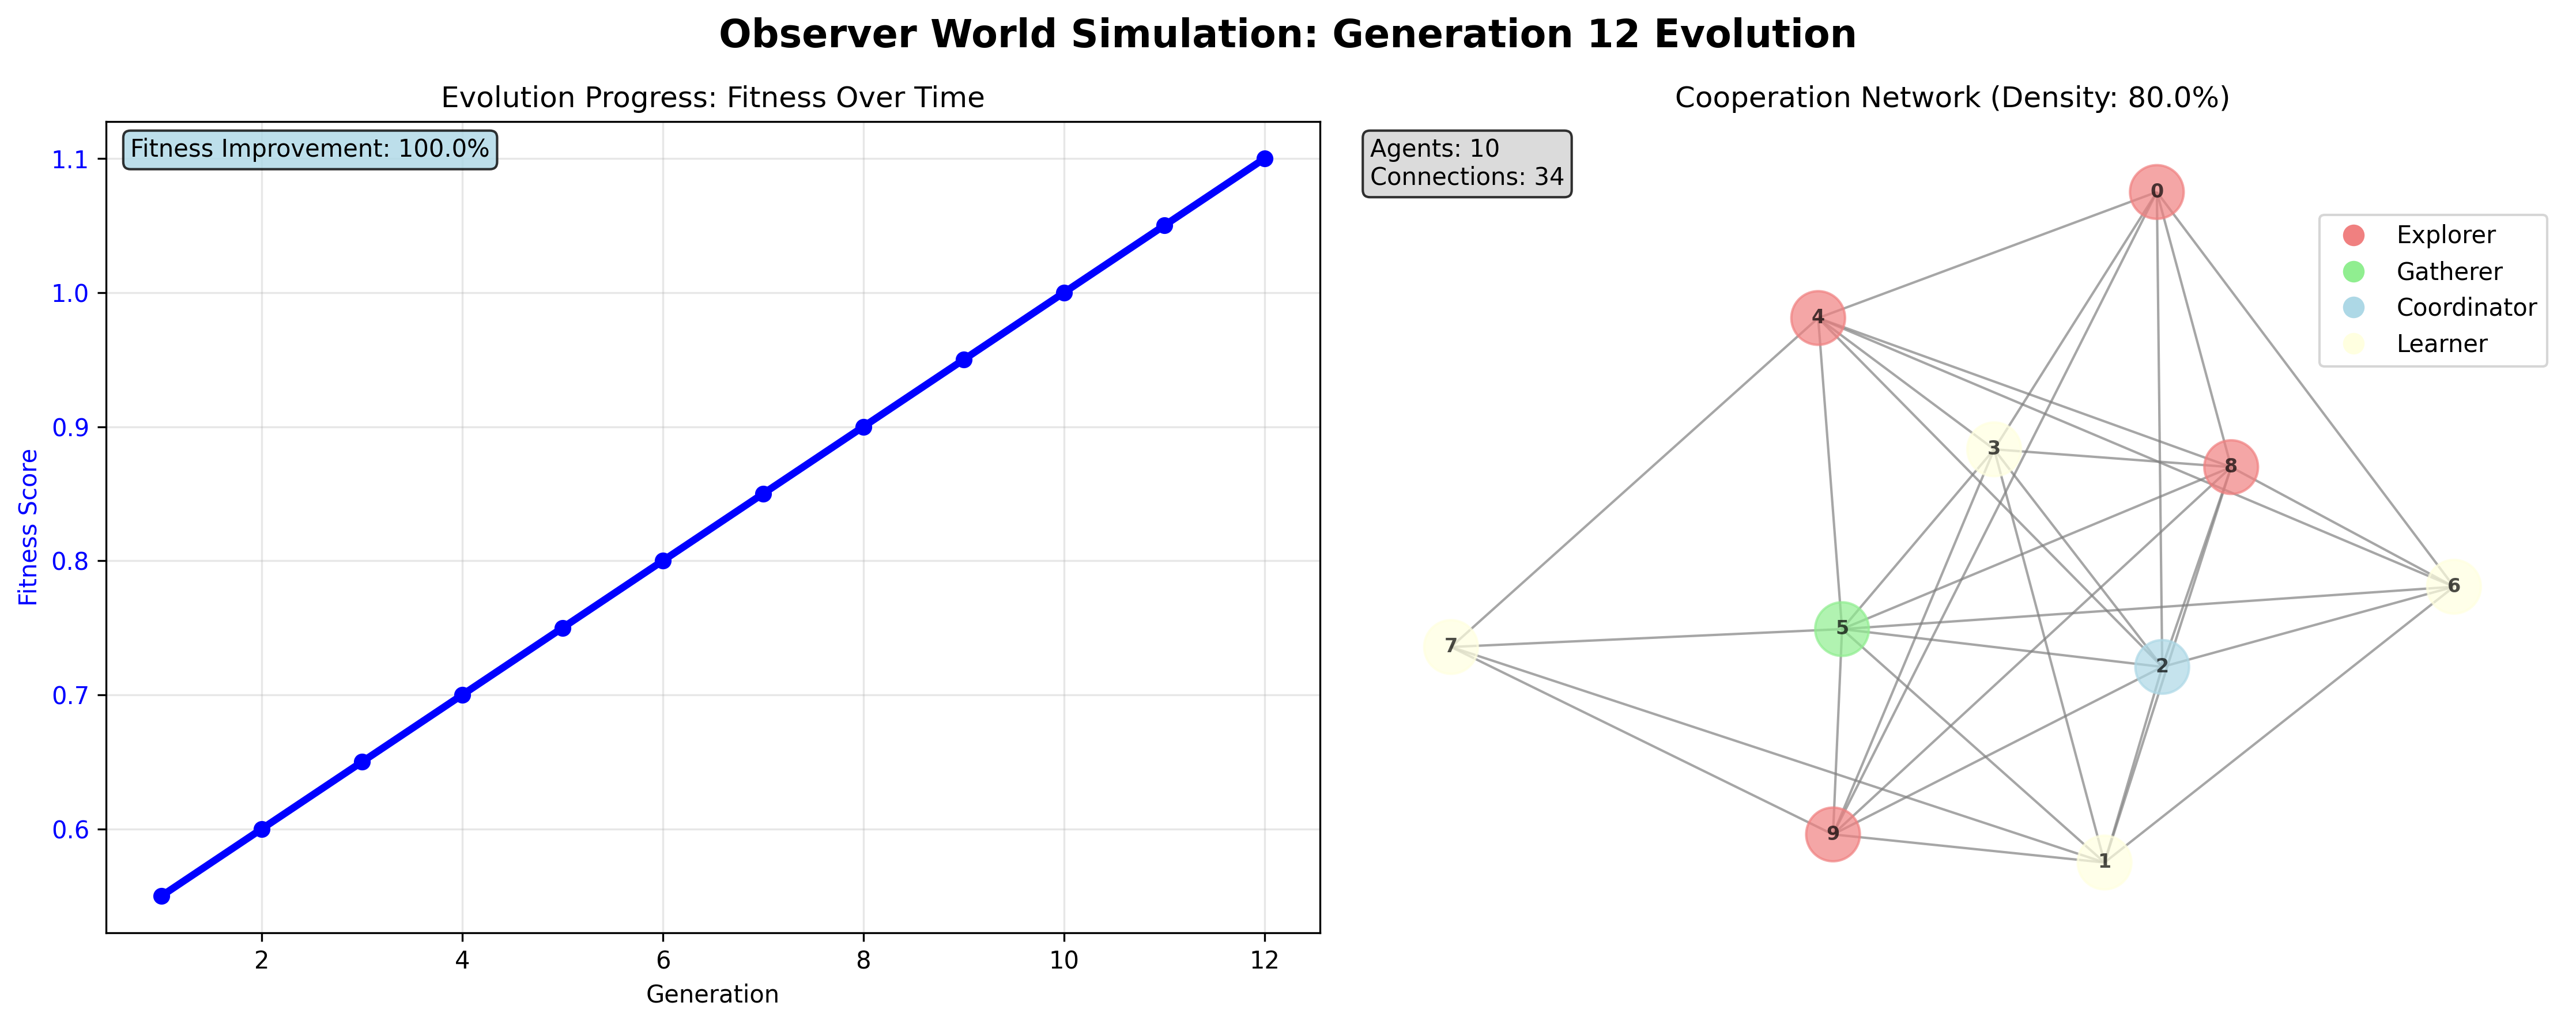 Observer World Simulation: Generation 12 Evolution
Evolution Progress: Fitness Over Time
Fitness Improvement: 100.0%
Fitness Score
1.1
1.0
0.9
0.8
0.7
0.6
2
4
6
8
10
12
Generation
Cooperation Network (Density: 80.0%)
Agents: 10
Connections: 34
Explorer
Gatherer
Coordinator
Learner
0
4
3
8
6
5
7
2
9
1